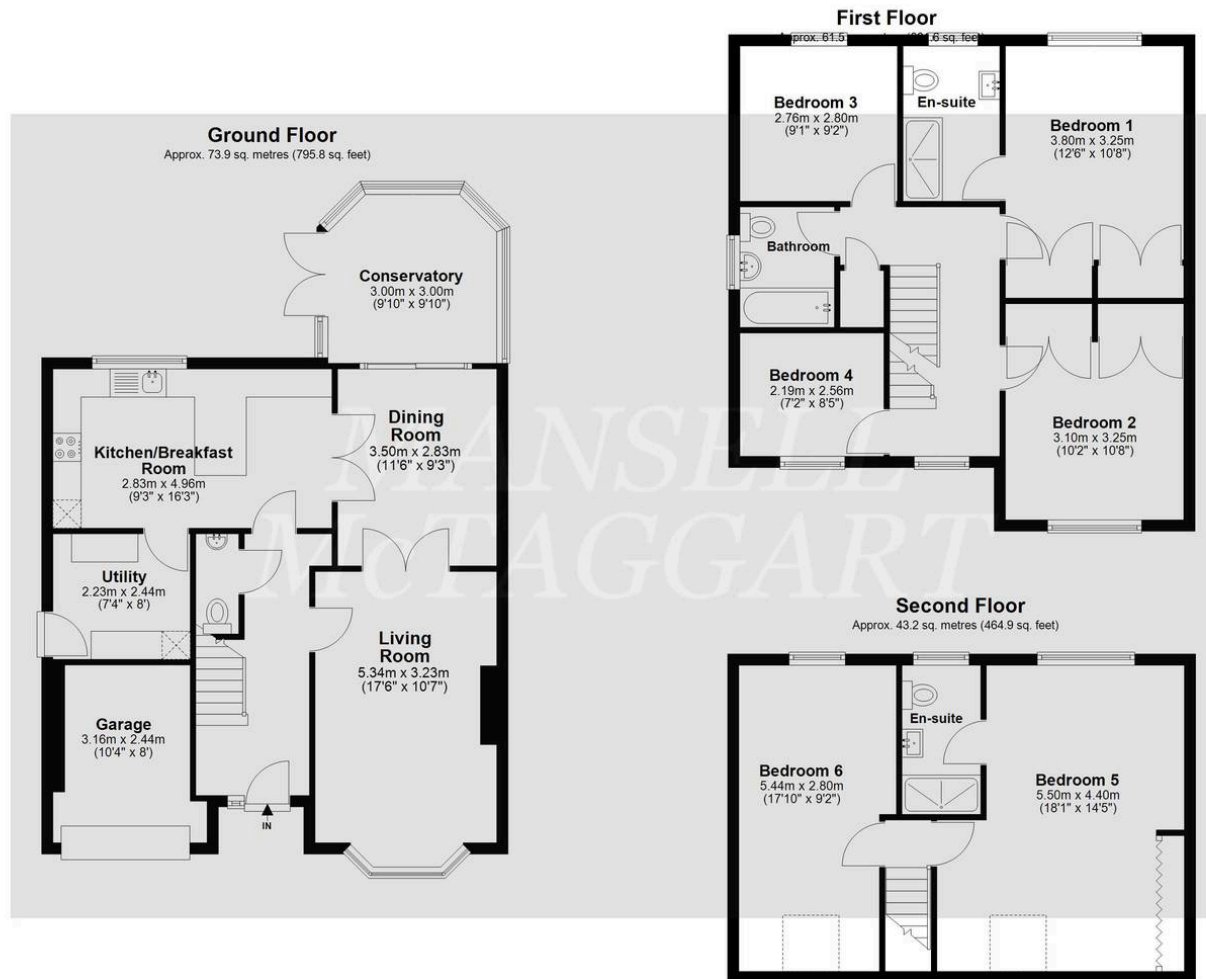 Ground Floor
Approx. 73.9 sq. metres (795.8 sq. feet)
Conservatory
3.00m x 3.00m
(9'10" x 9'10")
Kitchen/Breakfast
Room
2.83m x 4.96m
(9'3" x 16'3")
Dining
Room
3.50m x 2.83m
(11'6" x 9'3")
Utility
2.23m x 2.44m
(7'4" x 8')
Living
Room
5.34m x 3.23m
(17'6" x 10'7")
Garage
3.16m x 2.44m
(10'4" x 8')
IN
First Floor
Approx. 61.5
sq. feet)
Bedroom 3
2.76m x 2.80m
(9'1" x 9'2")
En-suite
Bedroom 1
3.80m x 3.25m
(12'6" x 10'8")
Bathroom
Bedroom 4
2.19m x 2.56m
(7'2" x 8'5")
Bedroom 2
3.10m x 3.25m
(10'2" x 10'8")
Second Floor
Approx. 43.2 sq. metres (464.9 sq. feet)
En-suite
Bedroom 6
5.44m x 2.80m
(17'10" x 9'2")
Bedroom 5
5.50m x 4.40m
(18'1" x 14'5")
MANSELL
McTAGGART